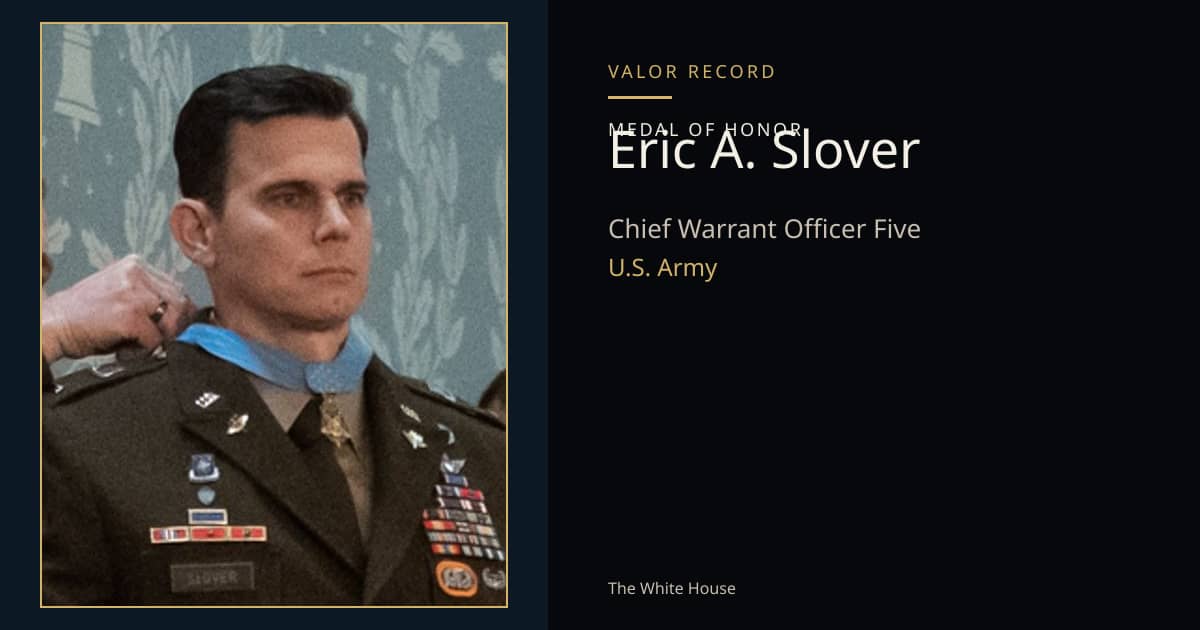 VALOR RECORD
MEDAL OF HONOR
Eric A. Slover
Chief Warrant Officer Five
U.S. Army
The White House
SLOVER